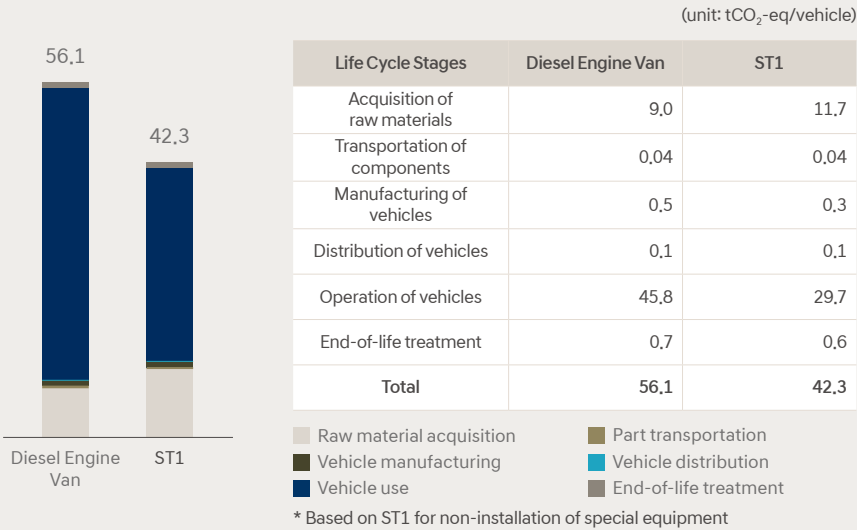 (unit: tCO₂-eq/vehicle)
56.1
42.3
Diesel Engine
Van
ST1
Life Cycle Stages Diesel Engine Van ST1
Acquisition of
raw materials 9.0 11.7
Transportation of
components 0.04 0.04
Manufacturing of
vehicles 0.5 0.3
Distribution of vehicles 0.1 0.1
Operation of vehicles 45.8 29.7
End-of-life treatment 0.7 0.6
Total 56.1 42.3
Raw material acquisition Part transportation
Vehicle manufacturing Vehicle distribution
Vehicle use End-of-life treatment
* Based on ST1 for non-installation of special equipment